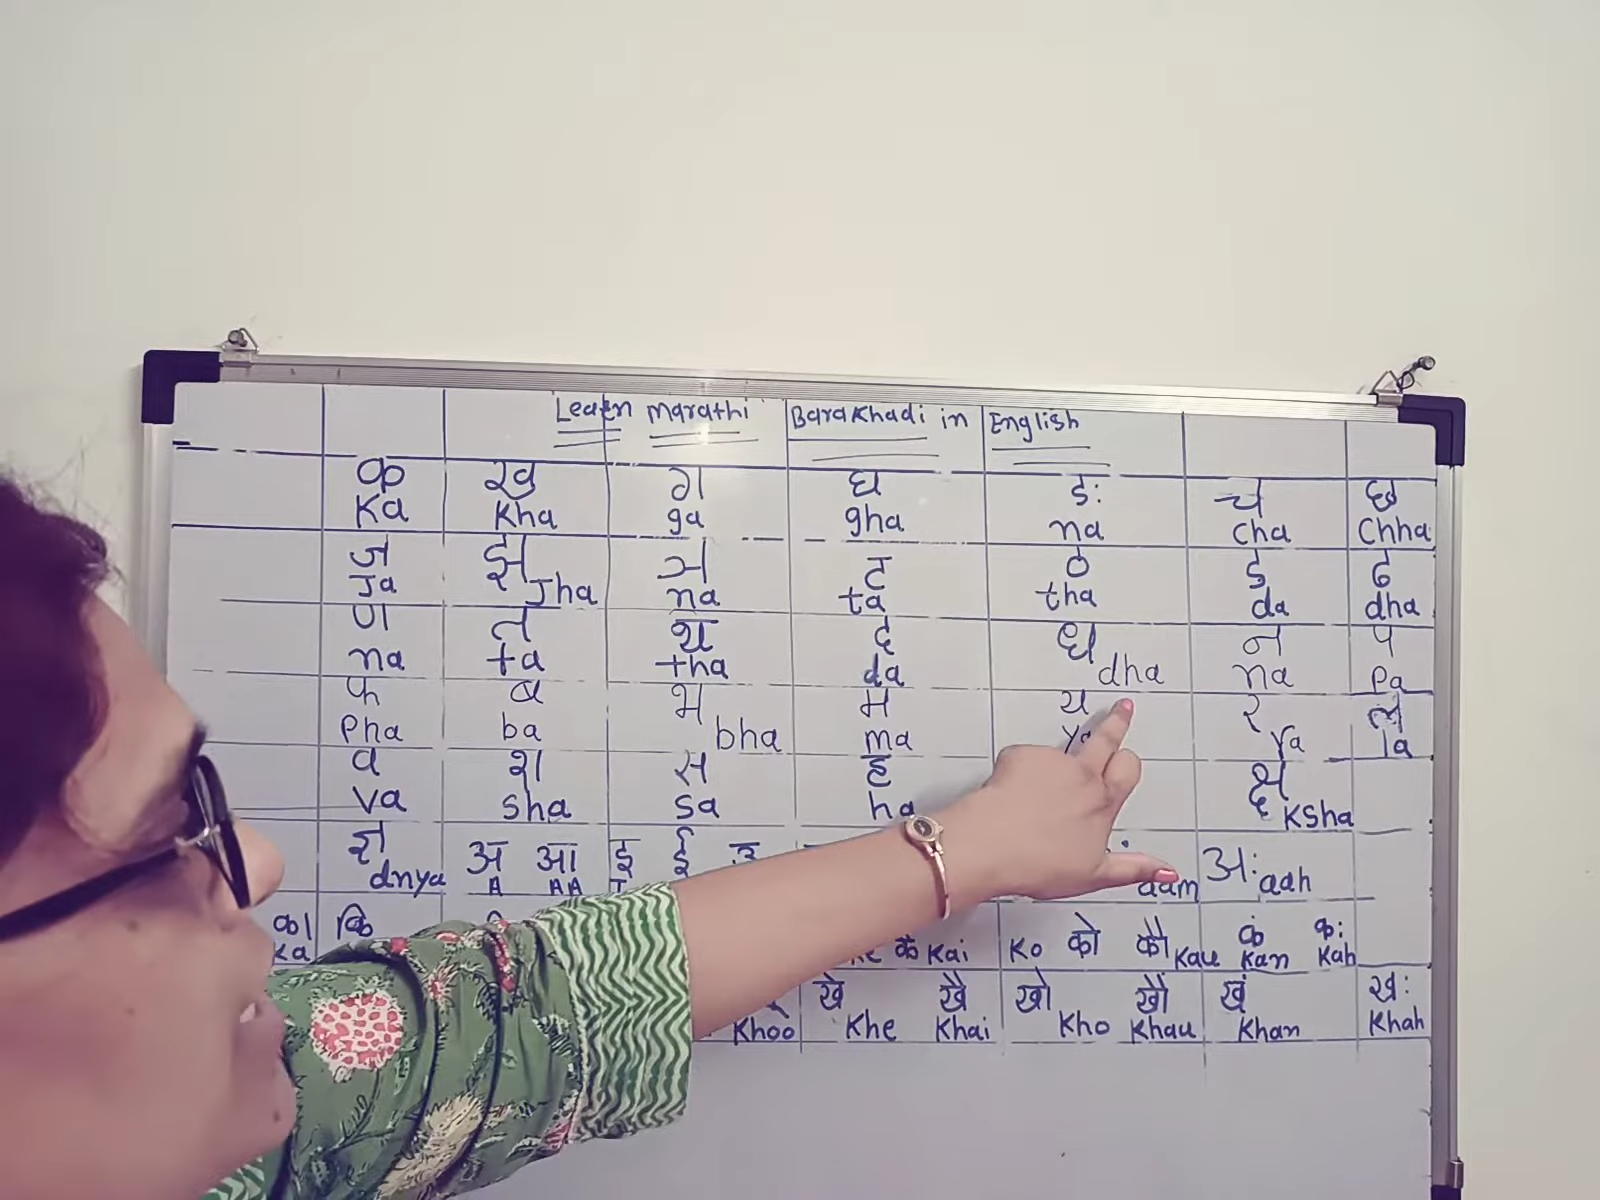 Learn Marathi Barakhadi in English
क ख ग घ ङ: च छ
Ka Kha ga gha na cha Chha
ज झ ञ ट ठ ड ढ
Ja Jha na ta tha da dha
ण त थ द ध न प
na ta tha da dha na Pa
फ ब भ म य र ल
Pha ba bha ma ya ra la
व श स ह क्ष
va sha sa ha Ksha
ज्ञ अ आ इ ई उ अ:
dnya A AA I aam aah
का कि कै को कौ कं क:
Ka Kai Ko Kau Kan Kah
खे खै खो खौ खं ख:
Khoo Khe Khai Kho Khau Khan Khah